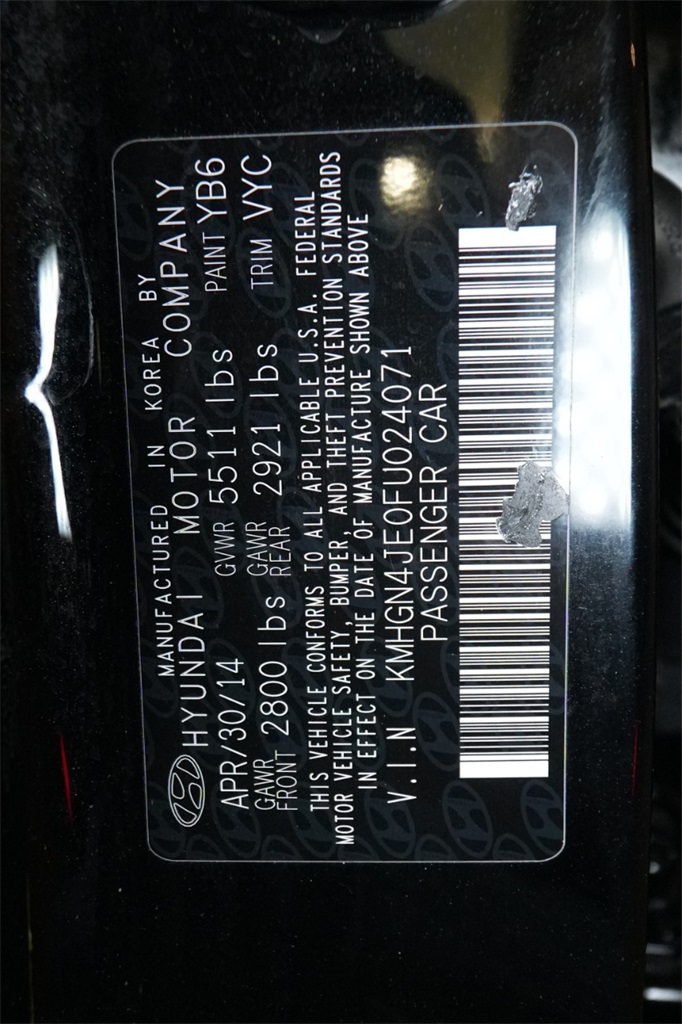 MANUFACTURED IN KOREA BY
HYUNDAI MOTOR COMPANY
APR/30/14 GVWR 5511 lbs PAINT YB6
GAWR FRONT 2800 lbs GAWR REAR 2921 lbs TRIM VYC
THIS VEHICLE CONFORMS TO ALL APPLICABLE U.S.A. FEDERAL
MOTOR VEHICLE SAFETY, BUMPER, AND THEFT PREVENTION STANDARDS
IN EFFECT ON THE DATE OF MANUFACTURE SHOWN ABOVE
V.I.N KMHGN4JE0FU024071
PASSENGER CAR